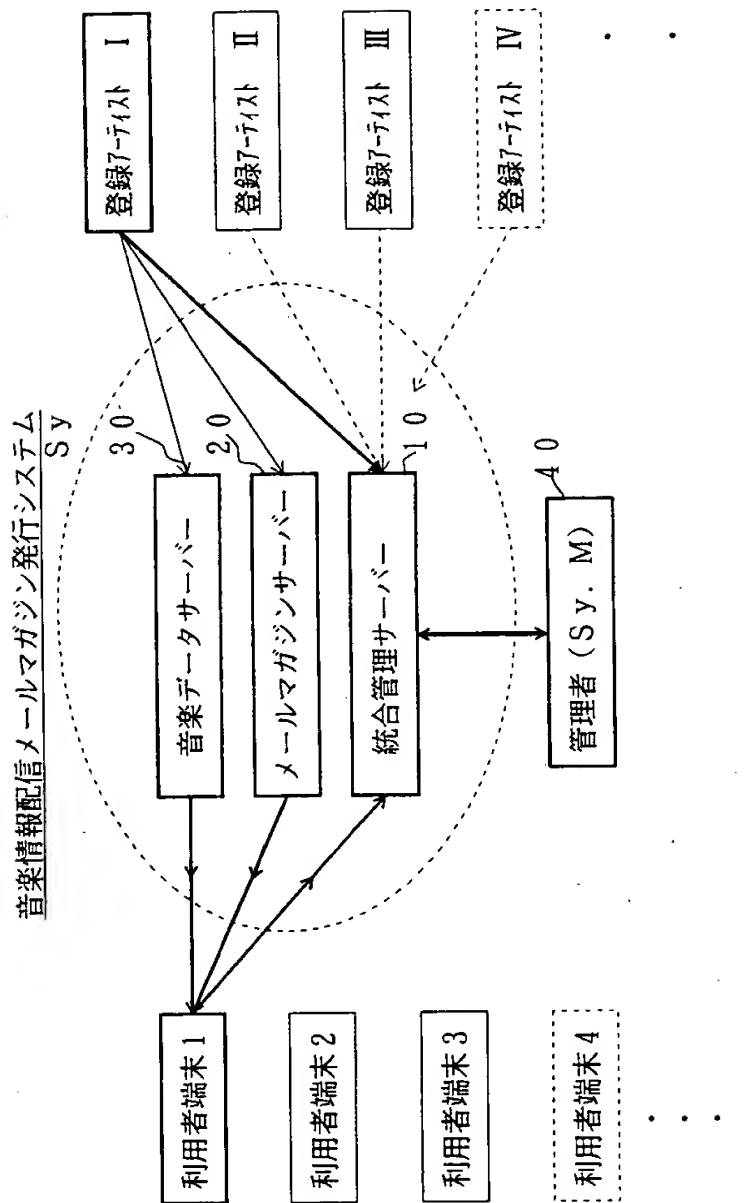 音楽情報配信メールマガジン発行システム
Sy
利用者端末1
利用者端末2
利用者端末3
利用者端末4
・・・
音楽データサーバー
30
メールマガジンサーバー
20
統合管理サーバー
10
管理者(Sy.M)
40
登録アーティスト Ⅰ
登録アーティスト Ⅱ
登録アーティスト Ⅲ
登録アーティスト Ⅳ
・・